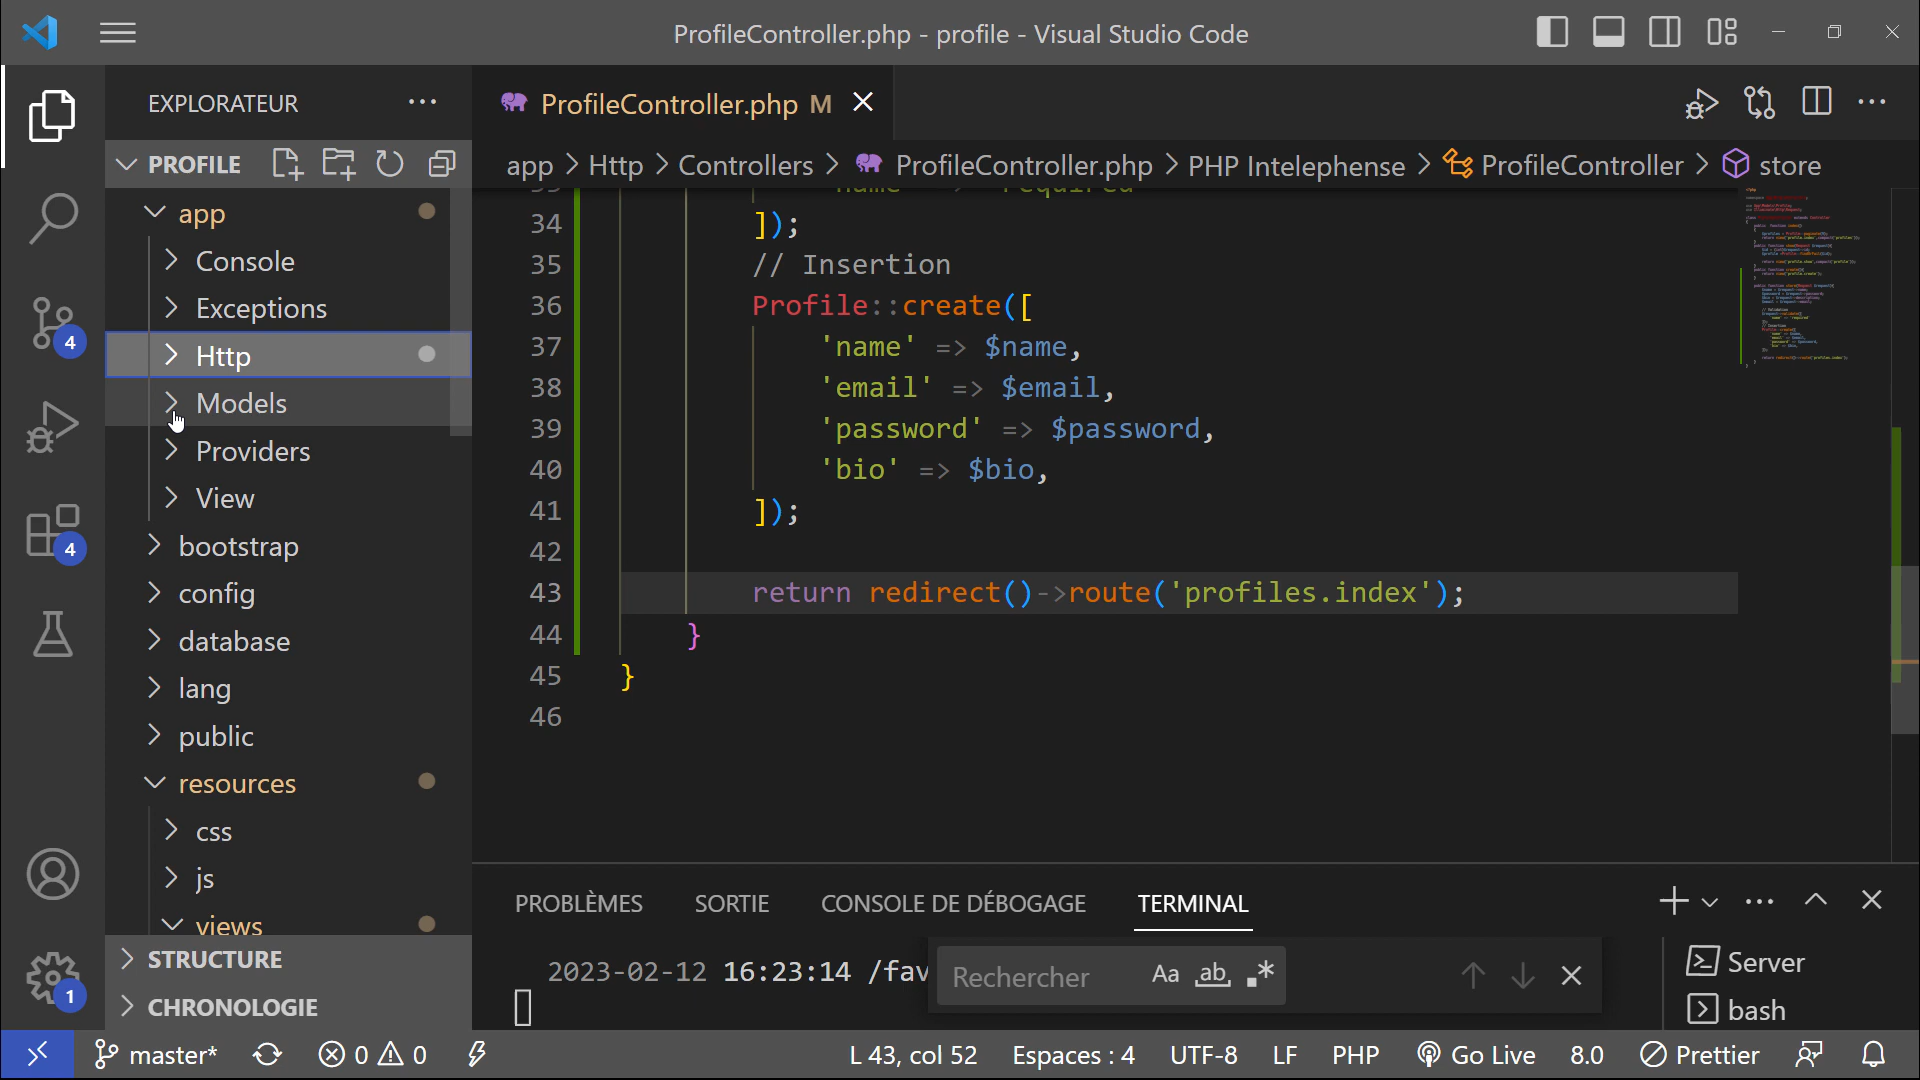 ProfileController.php - profile - Visual Studio Code
EXPLORATEUR
ProfileController.php M
PROFILE
app > Http > Controllers > ProfileController.php > PHP Intelephense > ProfileController > store
app
Console
Exceptions
Http
Models
Providers
View
bootstrap
config
database
lang
public
resources
css
js
views
STRUCTURE
CHRONOLOGIE
4
4
1
34 ]);
35 // Insertion
36 Profile::create([
37 'name' => $name,
38 'email' => $email,
39 'password' => $password,
40 'bio' => $bio,
41 ]);
42
43 return redirect()->route('profiles.index');
44 }
45 }
46
PROBLÈMES SORTIE CONSOLE DE DÉBOGAGE TERMINAL
2023-02-12 16:23:14 /fav
Rechercher Aa ab .*
Server
bash
master* 0 0 L 43, col 52 Espaces : 4 UTF-8 LF PHP Go Live 8.0 Prettier